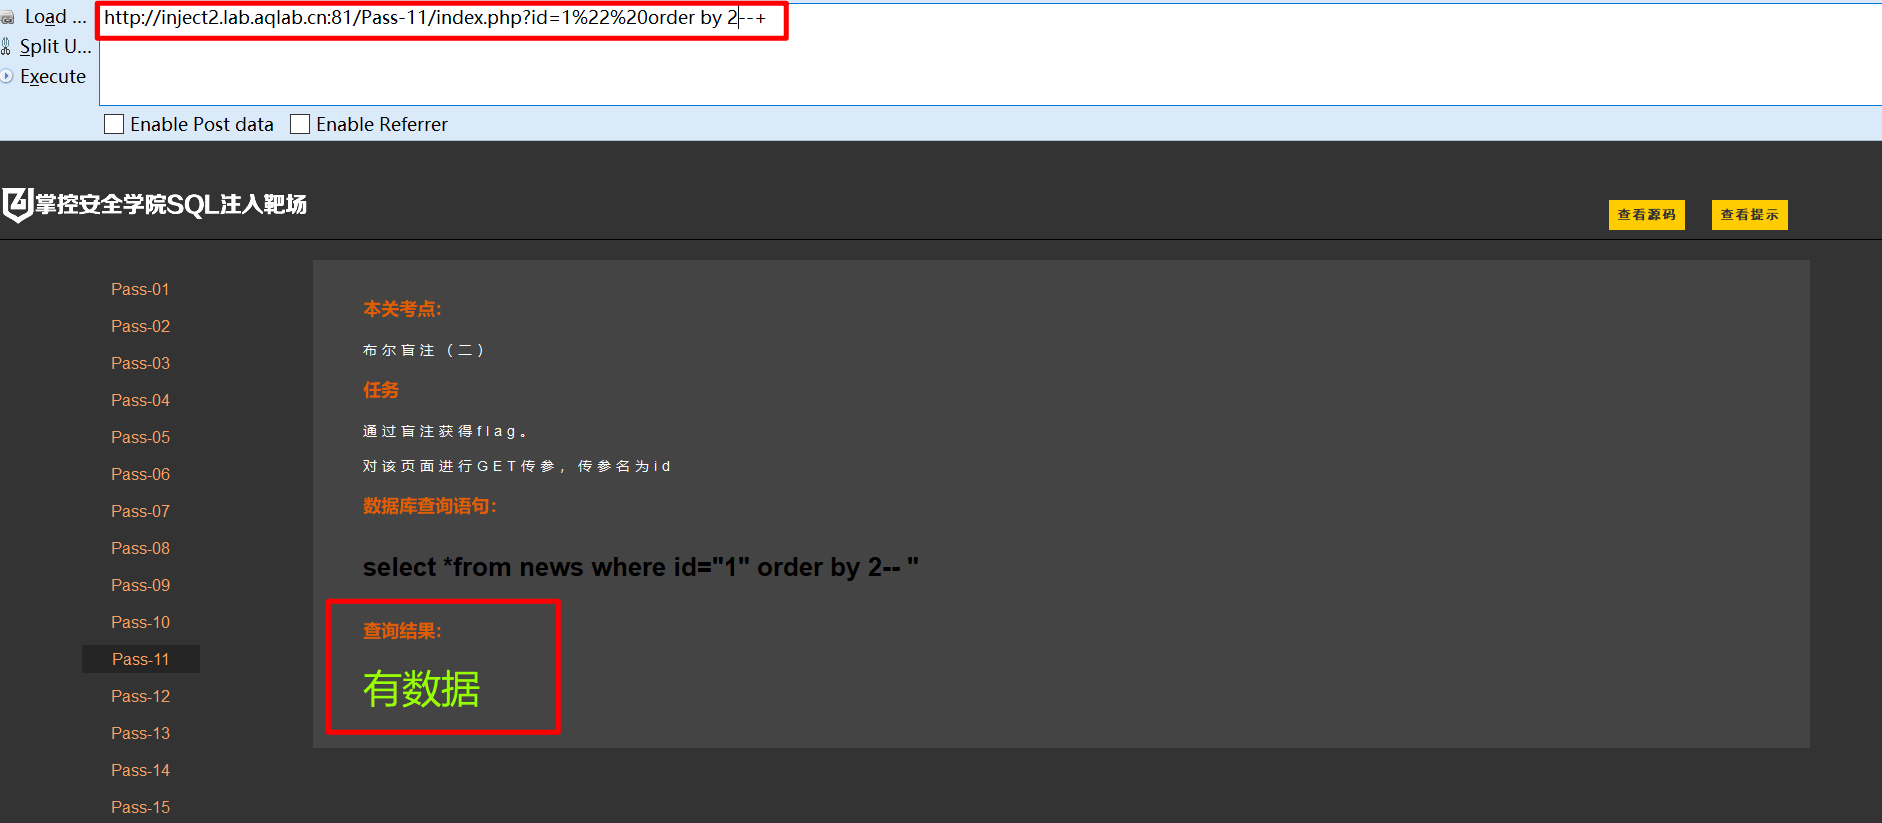 Load ...
http://inject2.lab.aqlab.cn:81/Pass-11/index.php?id=1%22%20order by 2--+
Split U...
Execute
Enable Post data
Enable Referrer
掌控安全学院SQL注入靶场
查看源码
查看提示
Pass-01
Pass-02
Pass-03
Pass-04
Pass-05
Pass-06
Pass-07
Pass-08
Pass-09
Pass-10
Pass-11
Pass-12
Pass-13
Pass-14
Pass-15
本关考点:
布尔盲注（二）
任务
通过盲注获得flag。
对该页面进行GET传参，传参名为id
数据库查询语句:
select *from news where id="1" order by 2-- "
查询结果:
有数据